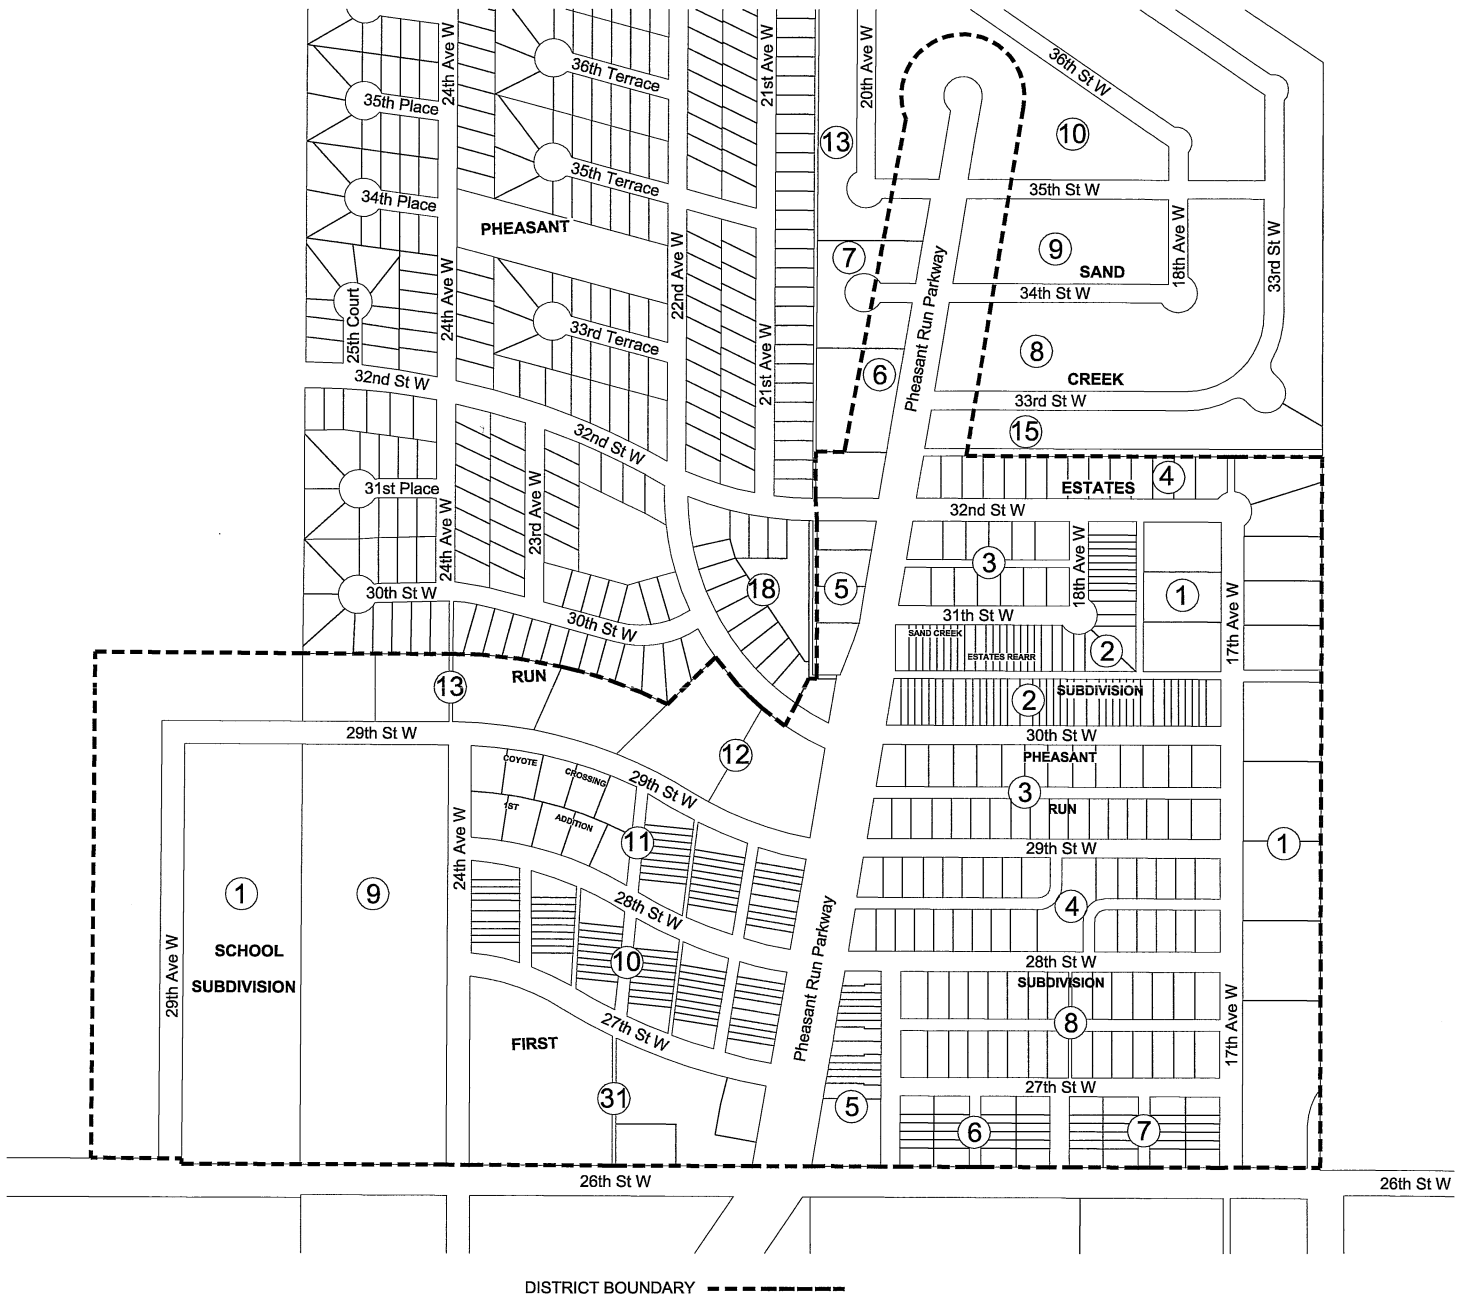 36th St W
24th Ave W
21st Ave W
20th Ave W
36th Terrace
35th Place
13
10
35th Terrace
34th Place
35th St W
18th Ave W
33rd St W
PHEASANT
22nd Ave W
7
9
SAND
24th Ave W
25th Court
34th St W
Pheasant Run Parkway
33rd Terrace
21st Ave W
8
6
CREEK
32nd St W
33rd St W
15
32nd St W
4
ESTATES
31st Place
32nd St W
24th Ave W
23rd Ave W
3
18th Ave W
18
5
1
30th St W
31st St W
17th Ave W
30th St W
SAND CREEK
ESTATES REARR
2
RUN
13
SUBDIVISION
2
29th St W
30th St W
12
PHEASANT
COYOTE
CROSSING
29th St W
3
1ST
ADDITION
RUN
24th Ave W
11
29th St W
1
1
9
28th St W
4
Pheasant Run Parkway
SCHOOL
SUBDIVISION
29th Ave W
10
28th St W
SUBDIVISION
17th Ave W
8
27th St W
FIRST
27th St W
31
5
6
7
26th St W
26th St W
DISTRICT BOUNDARY